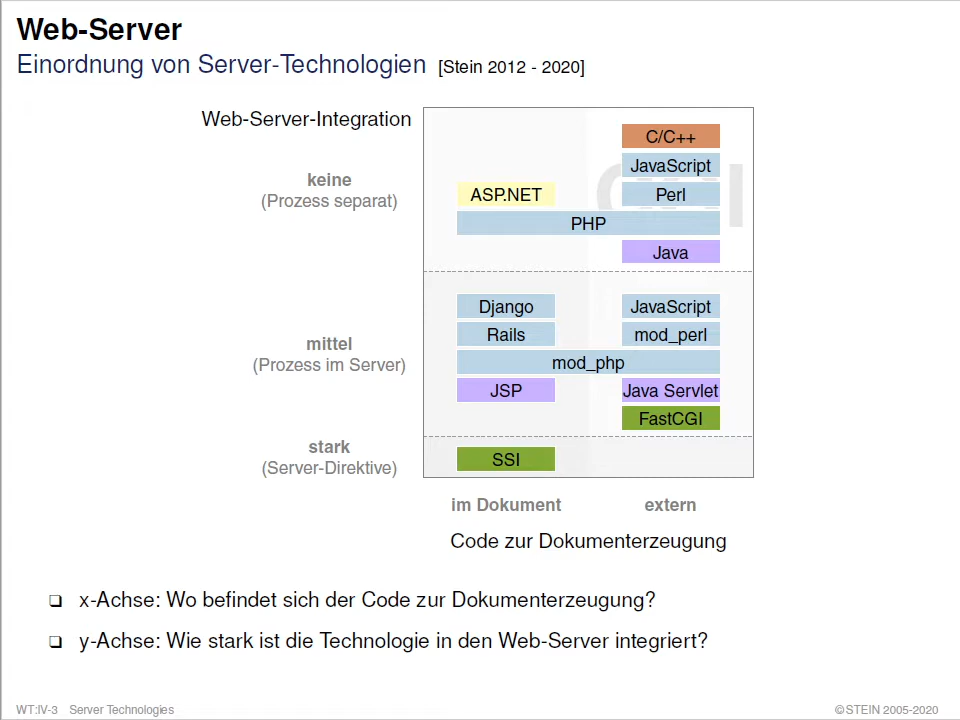 Web-Server
Einordnung von Server-Technologien [Stein 2012 - 2020]
Web-Server-Integration
keine
(Prozess separat)
C/C++
JavaScript
ASP.NET
Perl
PHP
Java
mittel
(Prozess im Server)
Django
JavaScript
Rails
mod_perl
mod_php
JSP
Java Servlet
FastCGI
stark
(Server-Direktive)
SSI
im Dokument
extern
Code zur Dokumenterzeugung
❑ x-Achse: Wo befindet sich der Code zur Dokumenterzeugung?
❑ y-Achse: Wie stark ist die Technologie in den Web-Server integriert?
WT:IV-3 Server Technologies
©STEIN 2005-2020